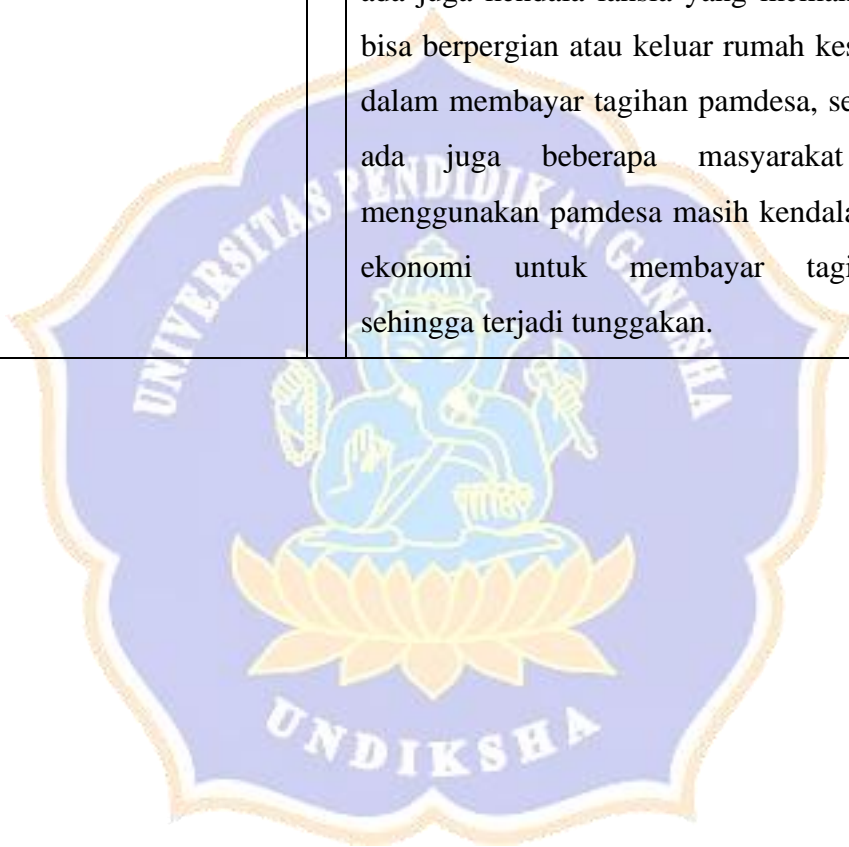 bisa berpergian atau keluar rumah
dalam membayar tagihan pamdesa,
ada juga beberapa masyarakat
menggunakan pamdesa masih kendala
ekonomi untuk membayar
sehingga terjadi tunggakan.
UNIVERSITAS PENDIDIKAN GANESHA
UNDIKSHA